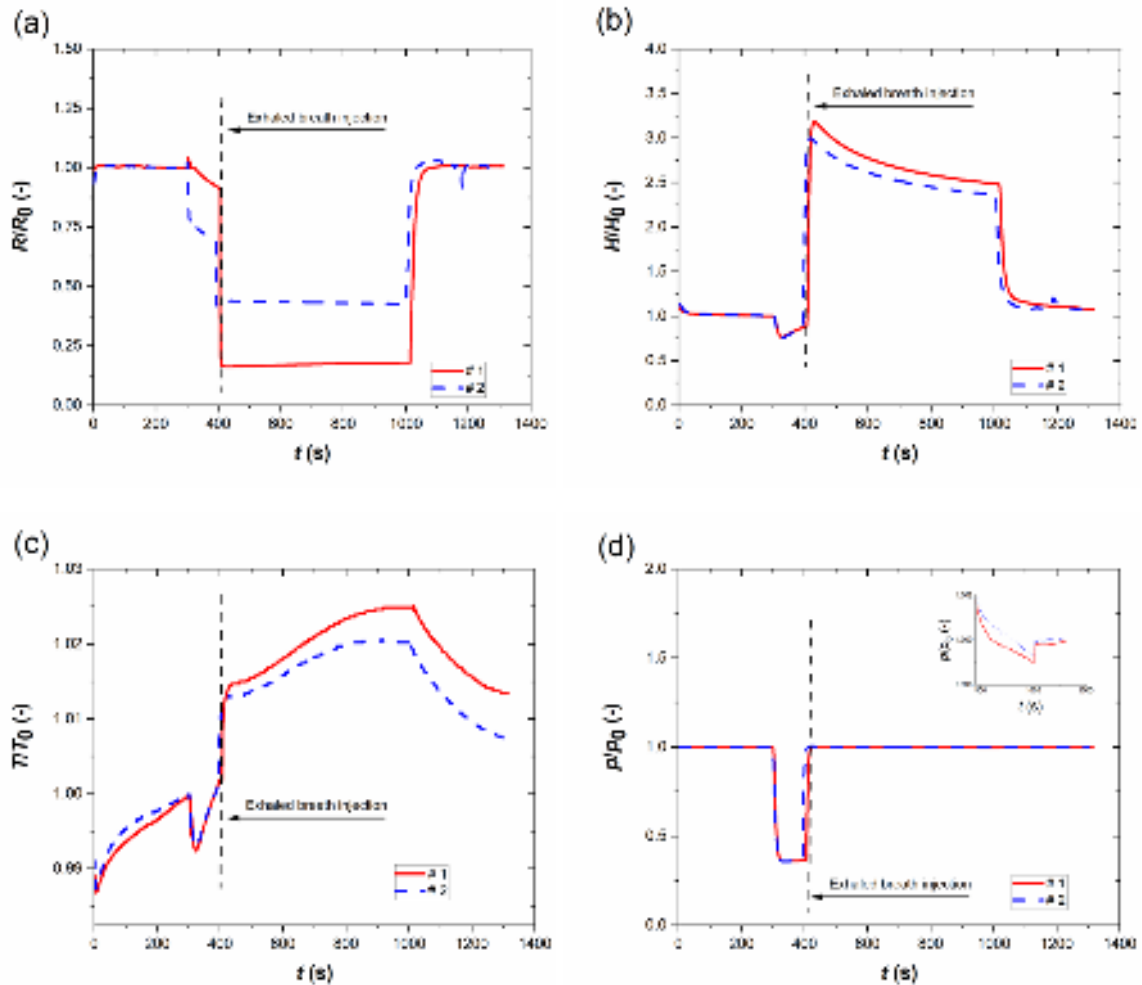 (a)
1.50
1.25
1.00
0.75
0.50
0.25
0.00
R/R0 (-)
Exhaled breath injection
# 1
# 2
0 200 400 600 800 1000 1200 1400
t (s)
(b)
4.0
3.5
3.0
2.5
2.0
1.5
1.0
0.5
0.0
H/H0 (-)
Exhaled breath injection
# 1
# 2
0 200 400 600 800 1000 1200 1400
t (s)
(c)
1.03
1.02
1.01
1.00
0.99
T/T0 (-)
Exhaled breath injection
# 1
# 2
0 200 400 600 800 1000 1200 1400
t (s)
(d)
2.0
1.5
1.0
0.5
0.0
p/p0 (-)
p/p0 (-)
t (s)
Exhaled breath injection
# 1
# 2
0 200 400 600 800 1000 1200 1400
t (s)